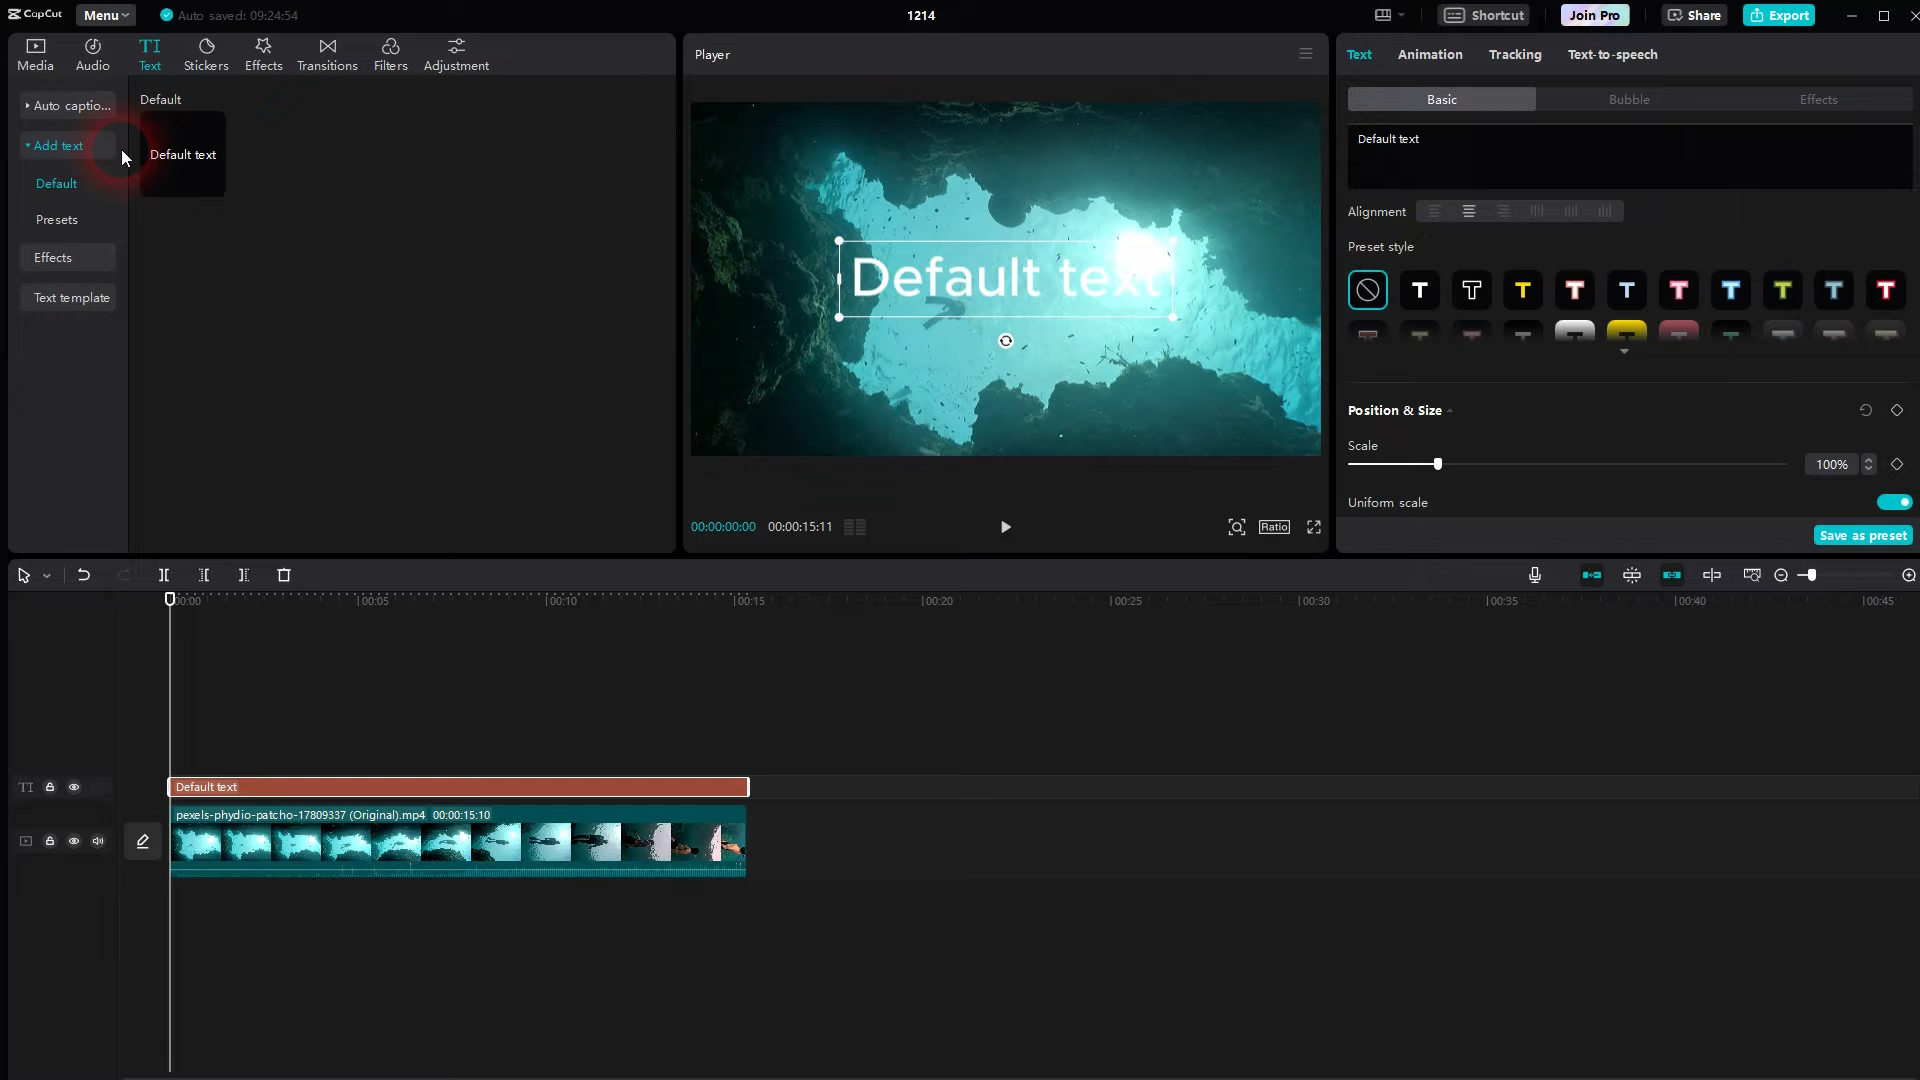 CapCut
Menu
Auto saved: 09:24:54
1214
Shortcut
Join Pro
Share
Export
Media
Audio
TI
Text
Stickers
Effects
Transitions
Filters
Adjustment
Auto captio...
Add text
Default
Presets
Effects
Text template
Default
Default text
Player
Default text
00:00:00:00
00:00:15:11
Ratio
Text
Animation
Tracking
Text-to-speech
Basic
Bubble
Effects
Default text
Alignment
Preset style
T T T T T T T T T T
Position & Size
Scale
100%
Uniform scale
Save as preset
00:00
00:05
00:10
00:15
00:20
00:25
00:30
00:35
00:40
00:45
TI
Default text
pexels-phydio-patcho-17809337 (Original).mp4 00:00:15:10